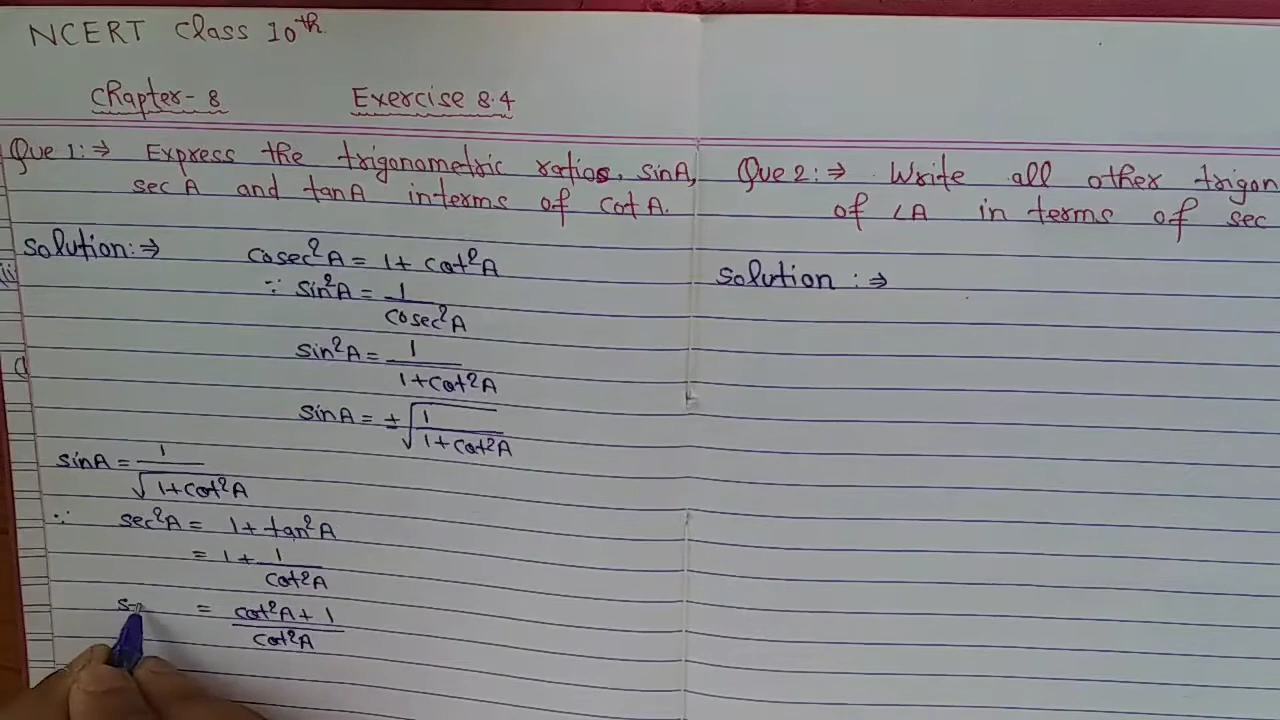 NCERT Class 10th
Chapter- 8 Exercise 8.4
Que 1:⇒ Express the trigonometric ratios, sinA,
sec A and tanA interms of cot A.
Solution:⇒ cosec²A = 1 + cot²A
∵ sin²A = 1/cosec²A
sin²A = 1/1+cot²A
sinA = ±√1/1+cot²A
sinA = 1/√1+cot²A
∵ sec²A = 1 + tan²A
= 1 + 1/cot²A
= cot²A + 1/cot²A
Que 2:⇒ Write all other trigon
of ∠A in terms of sec
Solution :⇒